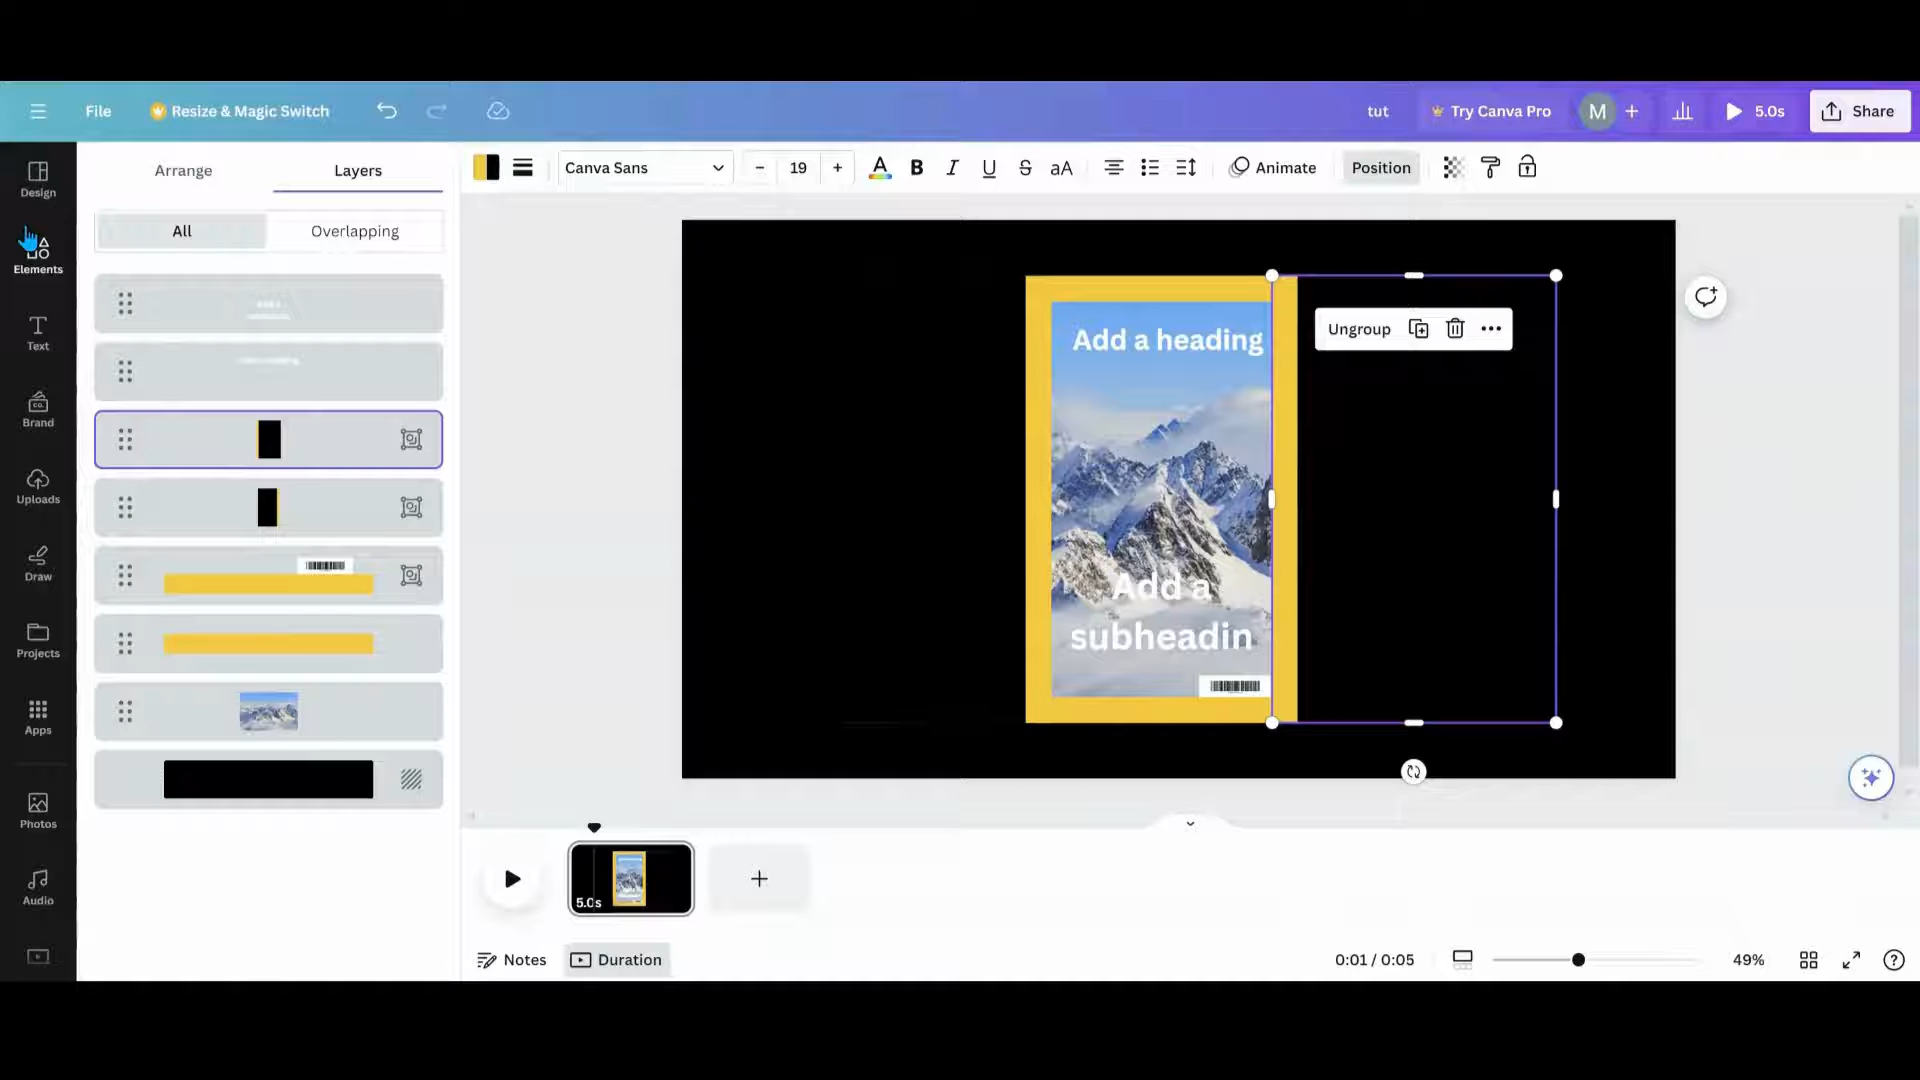 File
Resize & Magic Switch
tut
Try Canva Pro
M
5.0s
Share
Design
Elements
Text
Brand
Uploads
Draw
Projects
Apps
Photos
Audio
Arrange
Layers
All
Overlapping
Canva Sans
19
A
B
I
U
S
aA
Animate
Position
Add a heading
Add a
subheadin
Ungroup
5.0s
Notes
Duration
0:01 / 0:05
49%